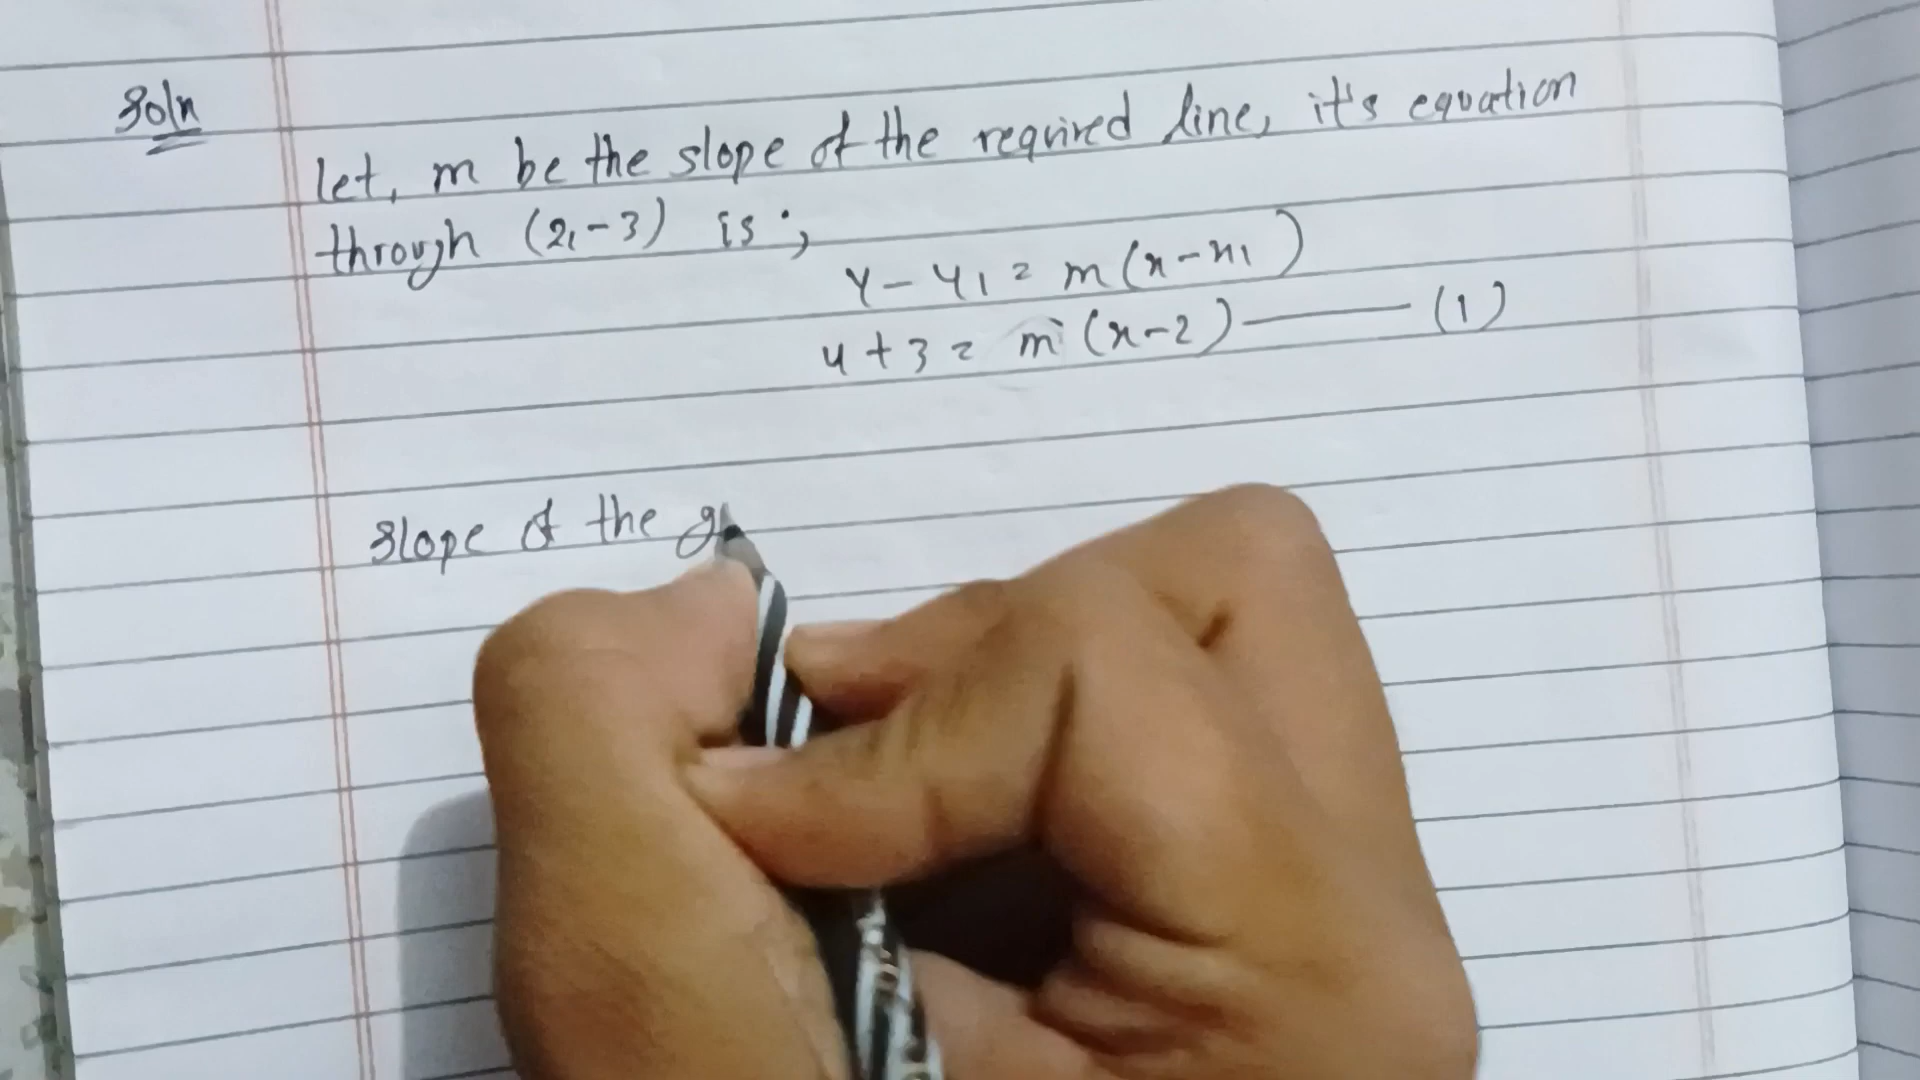 Soln
let, m be the slope of the required line, it's equation
through (2,-3) is;
y-y1 = m(x-x1)
y+3 = m(x-2) —— (1)
slope of the g